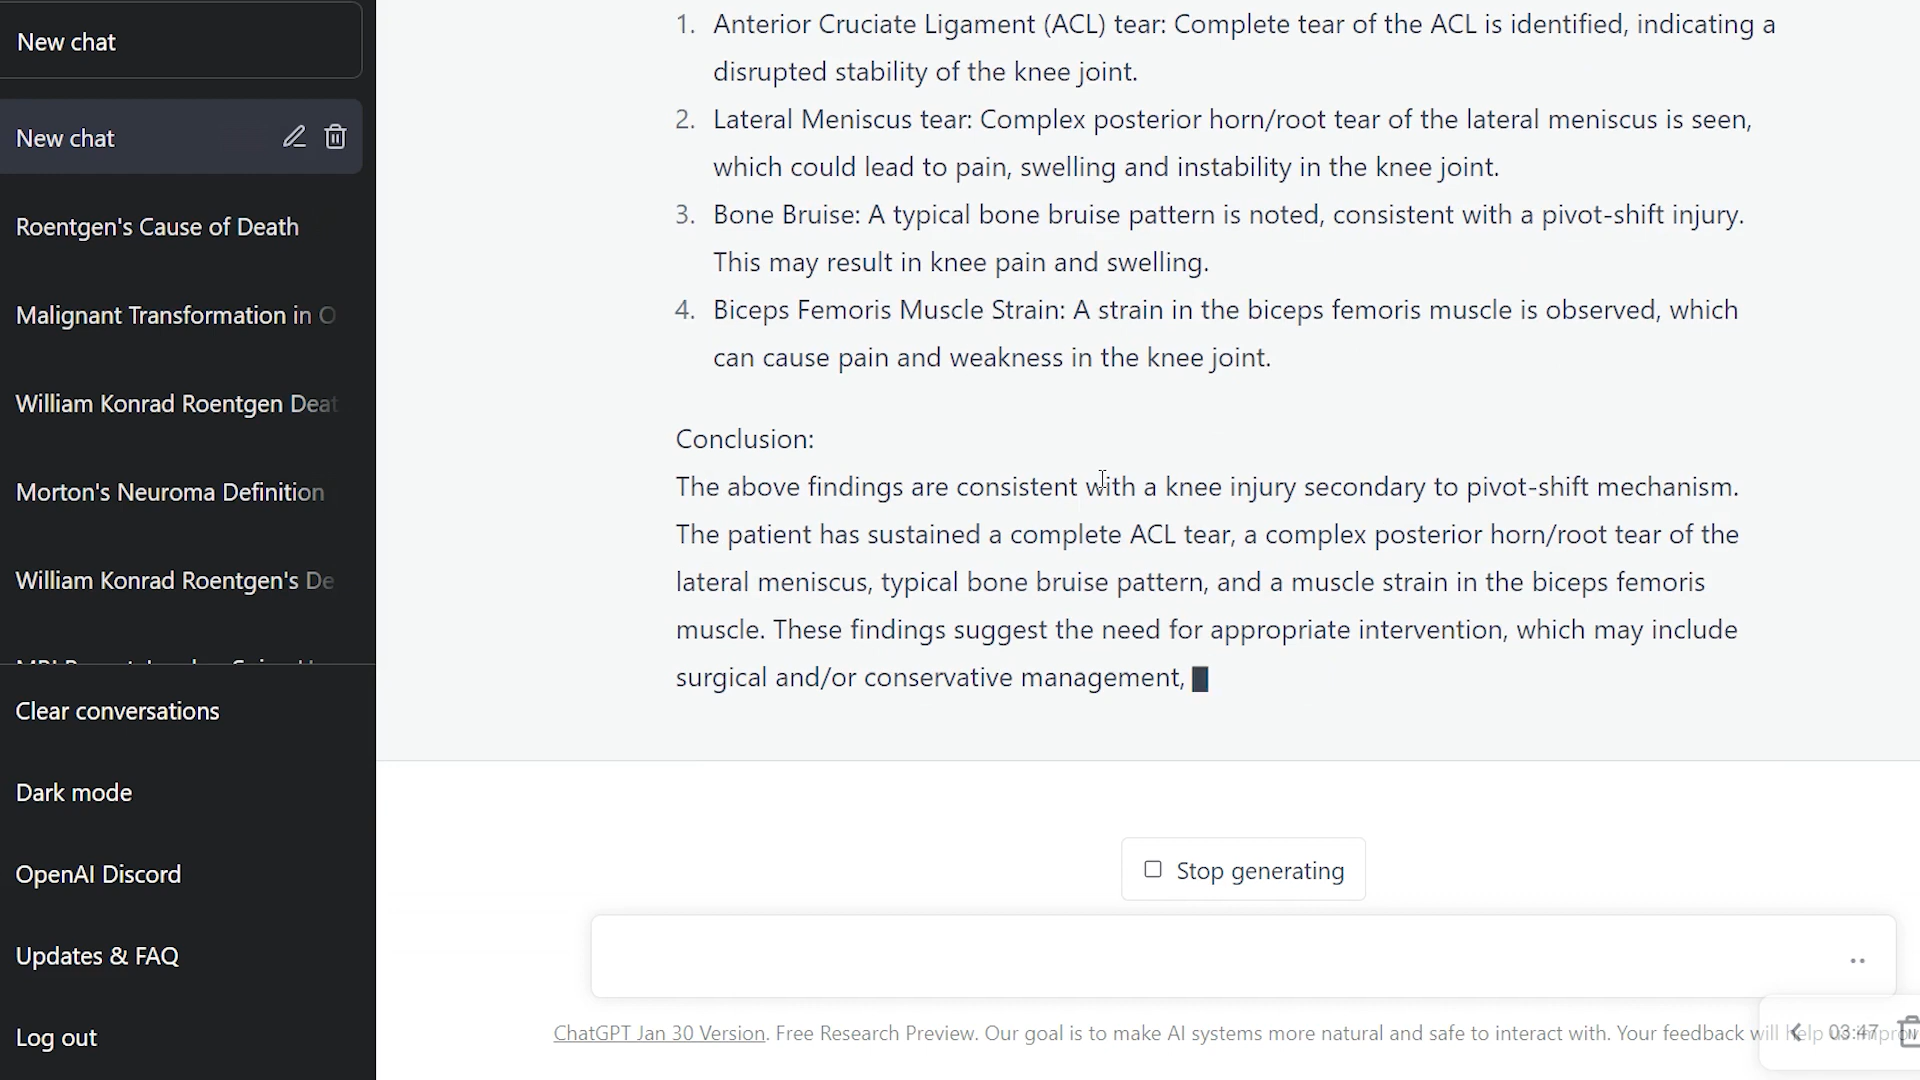 New chat
New chat
Roentgen's Cause of Death
Malignant Transformation in O
William Konrad Roentgen Deat
Morton's Neuroma Definition
William Konrad Roentgen's De
Clear conversations
Dark mode
OpenAI Discord
Updates & FAQ
Log out
1. Anterior Cruciate Ligament (ACL) tear: Complete tear of the ACL is identified, indicating a
disrupted stability of the knee joint.
2. Lateral Meniscus tear: Complex posterior horn/root tear of the lateral meniscus is seen,
which could lead to pain, swelling and instability in the knee joint.
3. Bone Bruise: A typical bone bruise pattern is noted, consistent with a pivot-shift injury.
This may result in knee pain and swelling.
4. Biceps Femoris Muscle Strain: A strain in the biceps femoris muscle is observed, which
can cause pain and weakness in the knee joint.
Conclusion:
The above findings are consistent with a knee injury secondary to pivot-shift mechanism.
The patient has sustained a complete ACL tear, a complex posterior horn/root tear of the
lateral meniscus, typical bone bruise pattern, and a muscle strain in the biceps femoris
muscle. These findings suggest the need for appropriate intervention, which may include
surgical and/or conservative management,
Stop generating
ChatGPT Jan 30 Version. Free Research Preview. Our goal is to make AI systems more natural and safe to interact with. Your feedback will help us improv
03:47